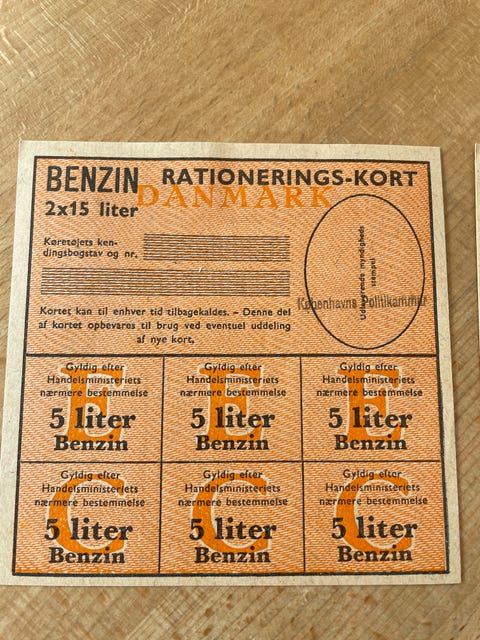 BENZIN RATIONERINGS-KORT
DANMARK
2x15 liter
Køretøjets ken-
dingsbogstav og nr.
Udleverende myndigheds
stempel
Københavns Politikammer
Kortet kan til enhver tid tilbagekaldes. – Denne del
af kortet opbevares til brug ved eventuel uddeling
af nye kort.
E
Gyldig efter
Handelsministeriets
nærmere bestemmelse
5 liter
Benzin
E
Gyldig efter
Handelsministeriets
nærmere bestemmelse
5 liter
Benzin
E
Gyldig efter
Handelsministeriets
nærmere bestemmelse
5 liter
Benzin
C
Gyldig efter
Handelsministeriets
nærmere bestemmelse
5 liter
Benzin
C
Gyldig efter
Handelsministeriets
nærmere bestemmelse
5 liter
Benzin
C
Gyldig efter
Handelsministeriets
nærmere bestemmelse
5 liter
Benzin